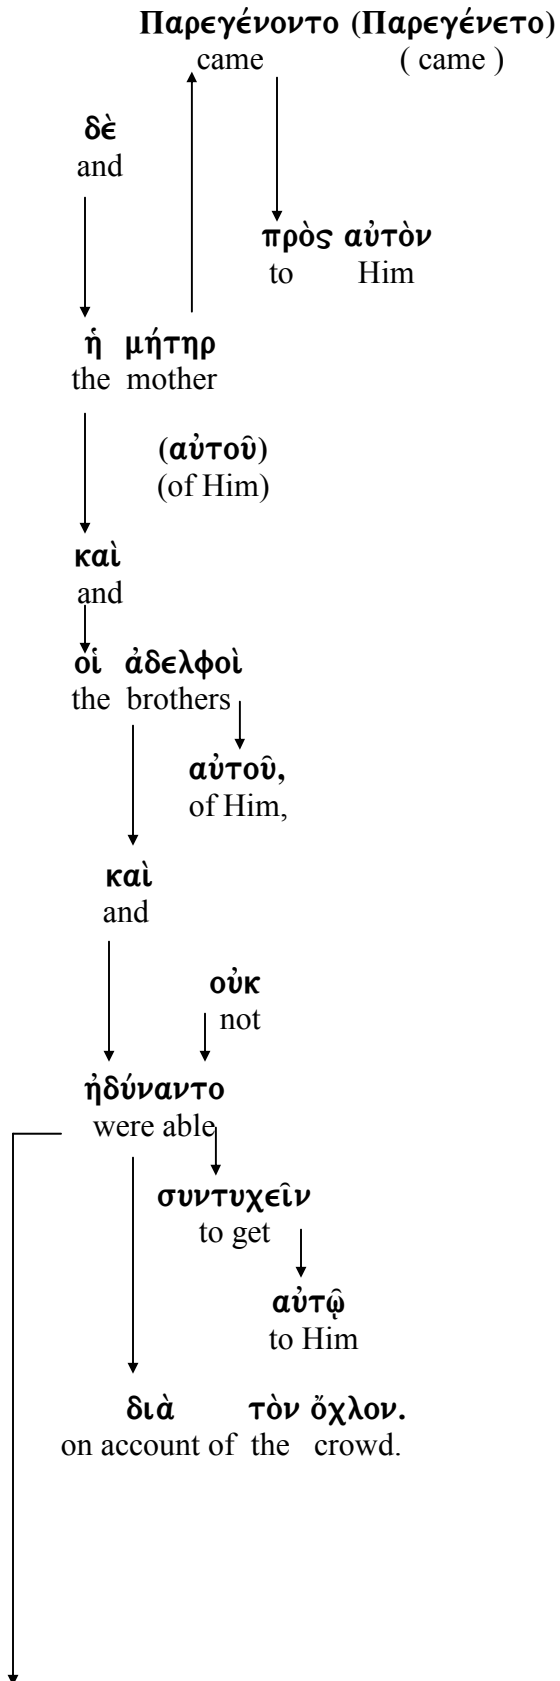 Παρεγένοντο (Παρεγένετο)
came ( came )
δὲ
and
πρὸς αὐτὸν
to Him
ἡ μήτηρ
the mother
(αὐτοῦ)
(of Him)
καὶ
and
οἱ ἀδελφοὶ
the brothers
αὐτοῦ,
of Him,
καὶ
and
οὐκ
not
ἠδύναντο
were able
συντυχεῖν
to get
αὐτῷ
to Him
διὰ τὸν ὄχλον.
on account of the crowd.